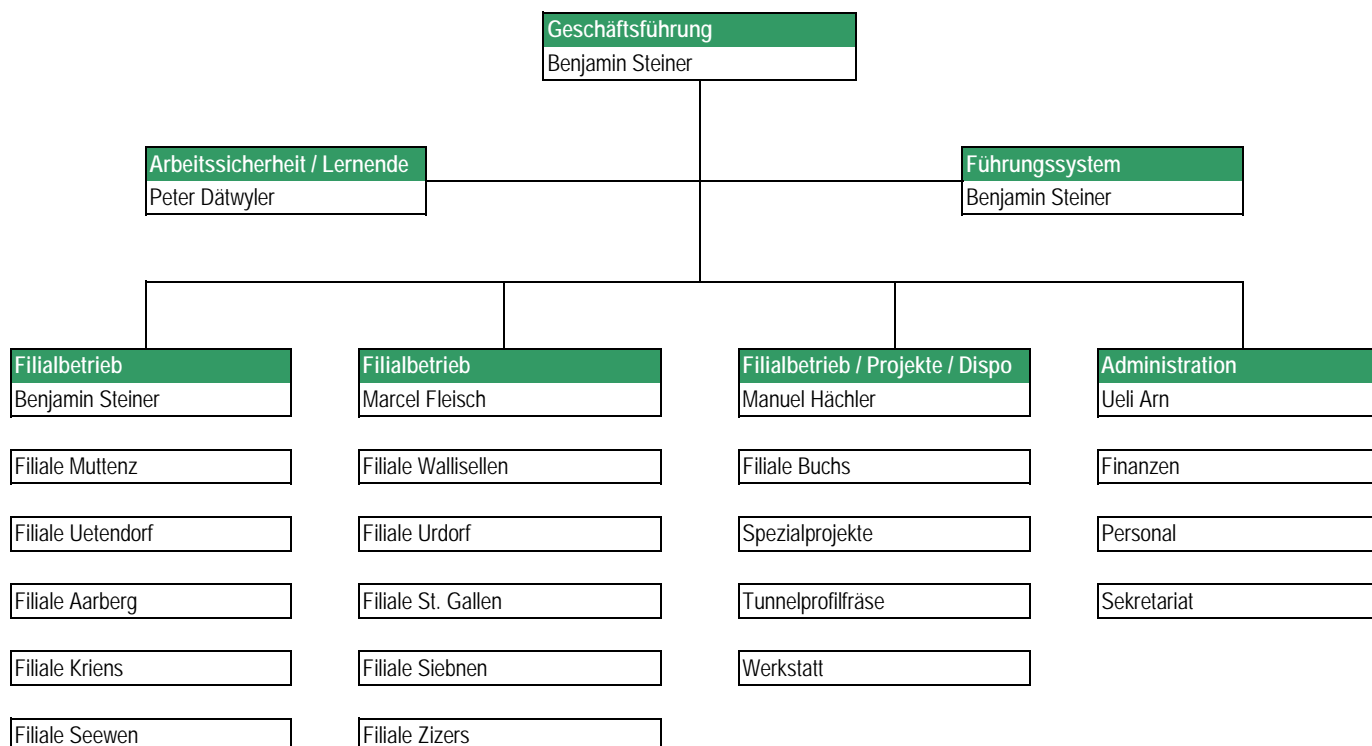 Geschäftsführung
Benjamin Steiner
Arbeitssicherheit / Lernende
Peter Dätwyler
Führungssystem
Benjamin Steiner
Filialbetrieb
Benjamin Steiner
Filiale Muttenz
Filiale Uetendorf
Filiale Aarberg
Filiale Kriens
Filiale Seewen
Filialbetrieb
Marcel Fleisch
Filiale Wallisellen
Filiale Urdorf
Filiale St. Gallen
Filiale Siebnen
Filiale Zizers
Filialbetrieb / Projekte / Dispo
Manuel Hächler
Filiale Buchs
Spezialprojekte
Tunnelprofilfräse
Werkstatt
Administration
Ueli Arn
Finanzen
Personal
Sekretariat